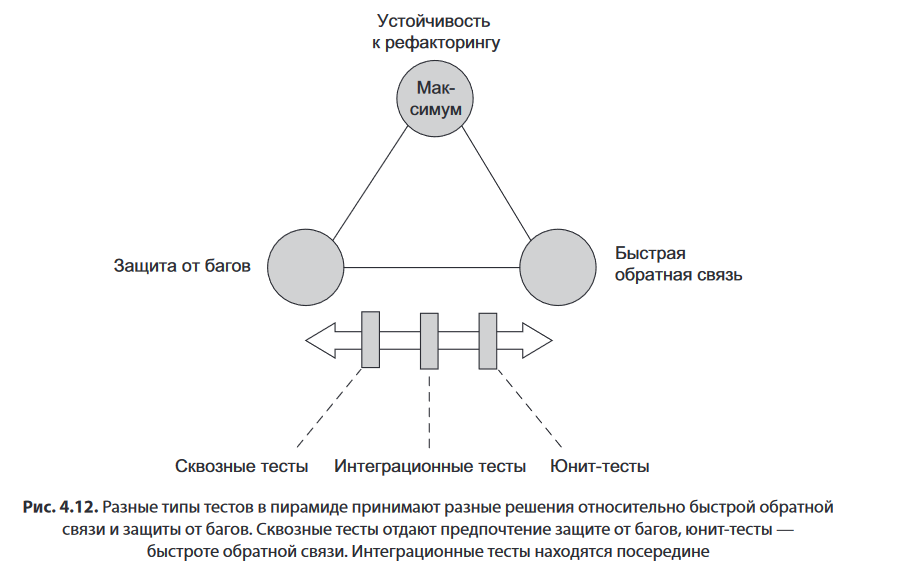 Устойчивость
к рефакторингу
Мак-
симум
Защита от багов
Быстрая
обратная связь
Сквозные тесты
Интеграционные тесты
Юнит-тесты
Рис. 4.12. Разные типы тестов в пирамиде принимают разные решения относительно быстрой обратной
связи и защиты от багов. Сквозные тесты отдают предпочтение защите от багов, юнит-тесты —
быстроте обратной связи. Интеграционные тесты находятся посередине